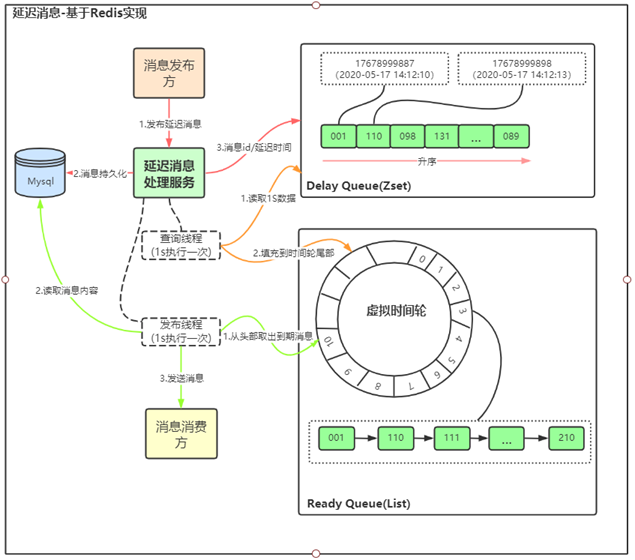 延迟消息-基于Redis实现
消息发布
方
1.发布延迟消息
延迟消息
处理服务
2.消息持久化
Mysql
3.消息id/延迟时间
17678999887
(2020-05-17 14:12:10)
17678999898
(2020-05-17 14:12:13)
001
110
098
131
...
089
升序
Delay Queue(Zset)
1.读取1S数据
查询线程
(1s执行一次)
2.填充到时间轮尾部
2.读取消息内容
发布线程
(1s执行一次)
1.从头部取出到期消息
3.发送消息
消息消费
方
虚拟时间轮
0
1
2
3
4
5
6
7
8
9
10
001
110
111
...
210
Ready Queue(List)